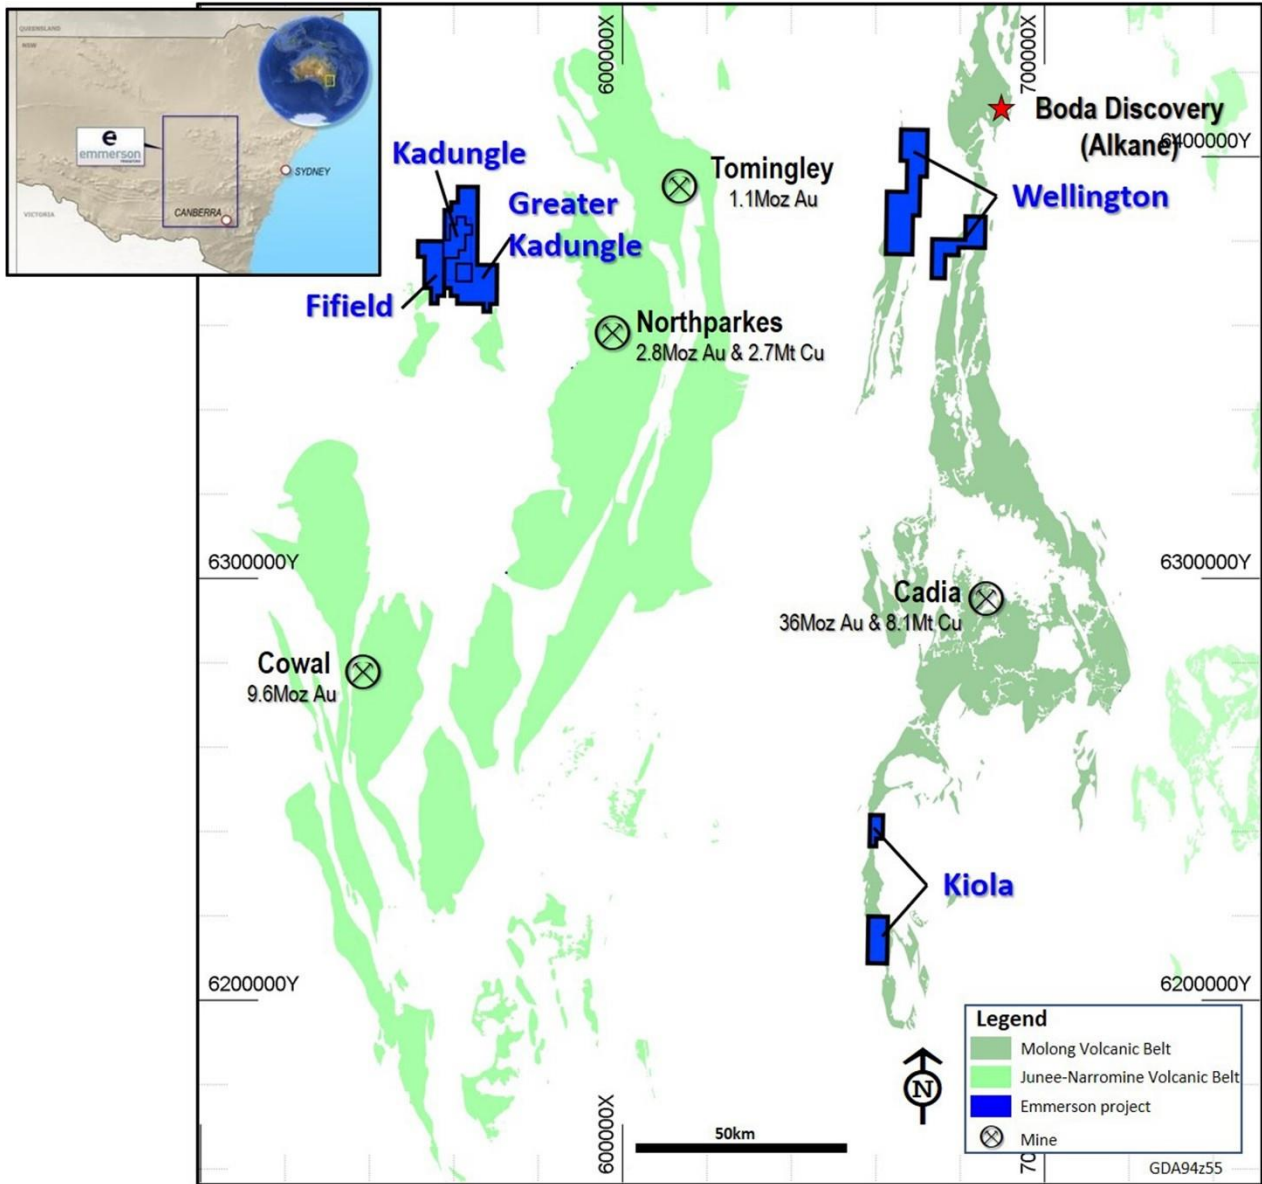 QUEENSLAND
NSW
e
emmerson
SYDNEY
CANBERRA
VICTORIA
600000X
700000X
Boda Discovery
(Alkane)
6400000Y
Kadungle
Tomingley
1.1Moz Au
Greater
Kadungle
Wellington
Fifield
Northparkes
2.8Moz Au & 2.7Mt Cu
6300000Y
6300000Y
Cadia
36Moz Au & 8.1Mt Cu
Cowal
9.6Moz Au
Kiola
6200000Y
6200000Y
Legend
Molong Volcanic Belt
Junee-Narromine Volcanic Belt
Emmerson project
Mine
N
600000X
50km
70
GDA94z55